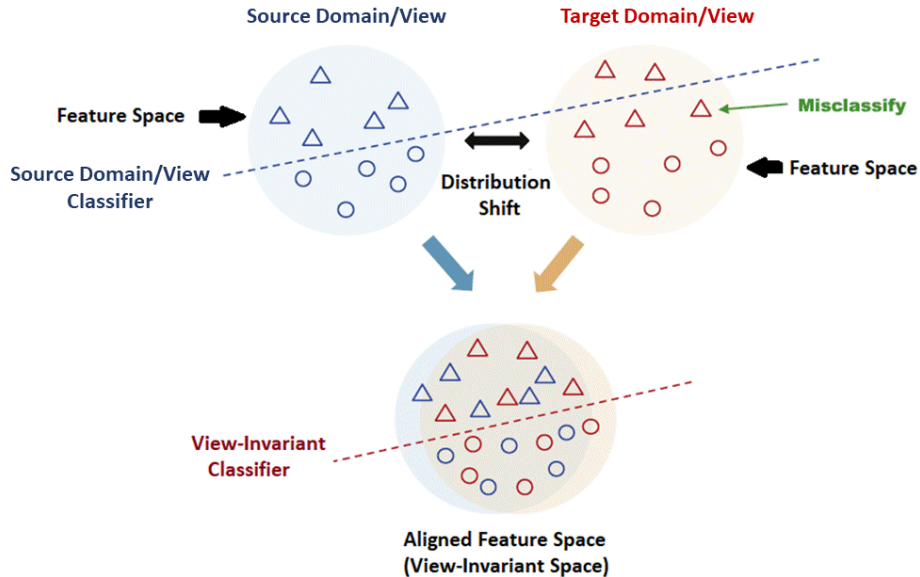 Source Domain/View
Target Domain/View
Feature Space
Misclassify
Source Domain/View
Classifier
Distribution
Shift
Feature Space
View-Invariant
Classifier
Aligned Feature Space
(View-Invariant Space)